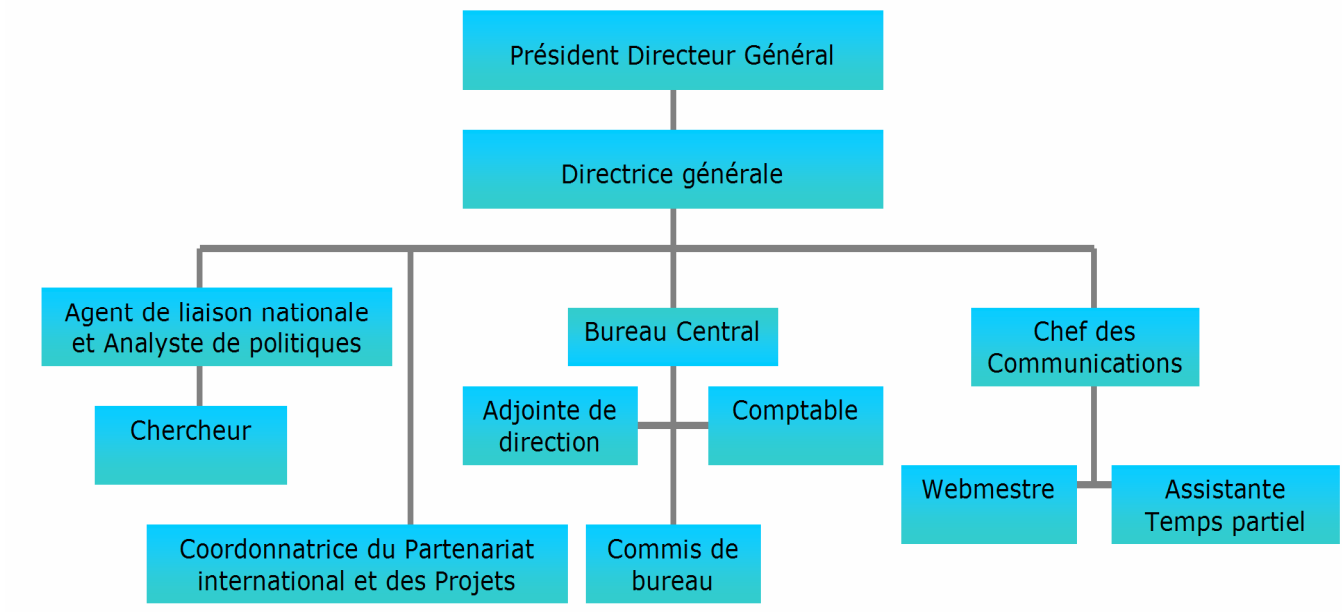 Président Directeur Général
Directrice générale
Agent de liaison nationale
et Analyste de politiques
Bureau Central
Chef des
Communications
Chercheur
Adjointe de
direction
Comptable
Webmestre
Assistante
Temps partiel
Coordonnatrice du Partenariat
international et des Projets
Commis de
bureau